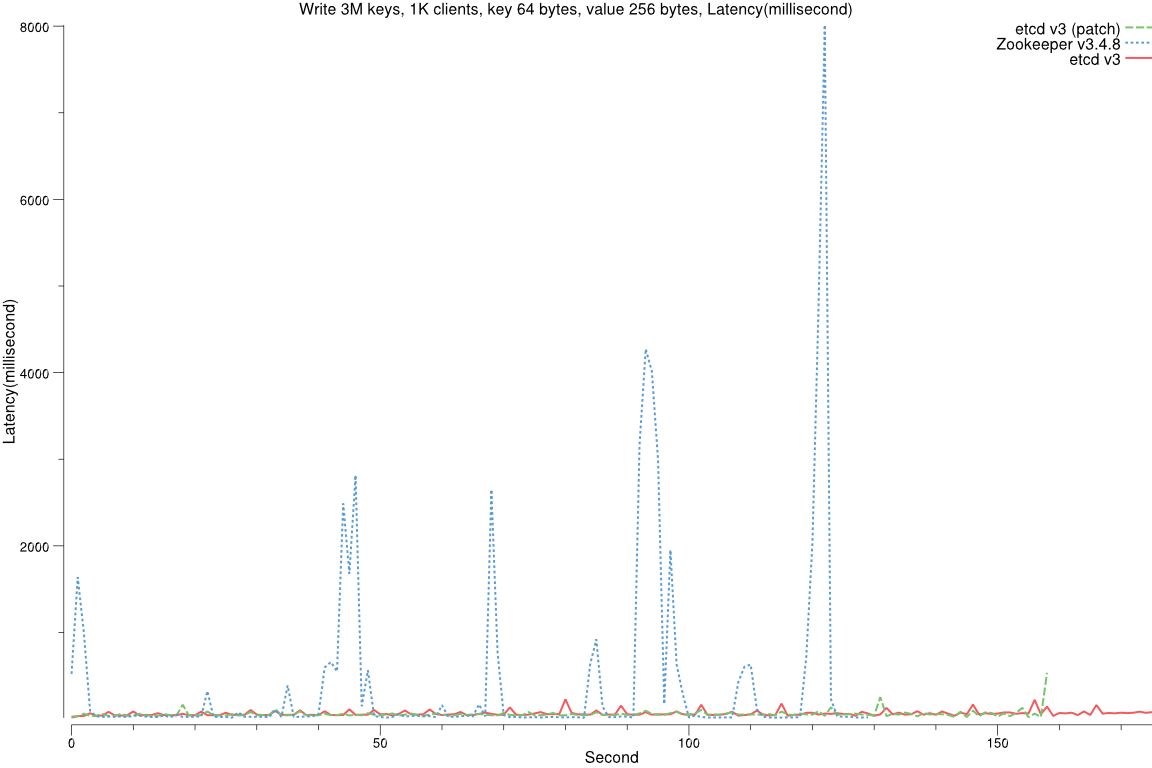 Write 3M keys, 1K clients, key 64 bytes, value 256 bytes, Latency(millisecond)
etcd v3 (patch)
Zookeeper v3.4.8
etcd v3
8000
6000
4000
2000
Latency(millisecond)
0
50
100
150
Second